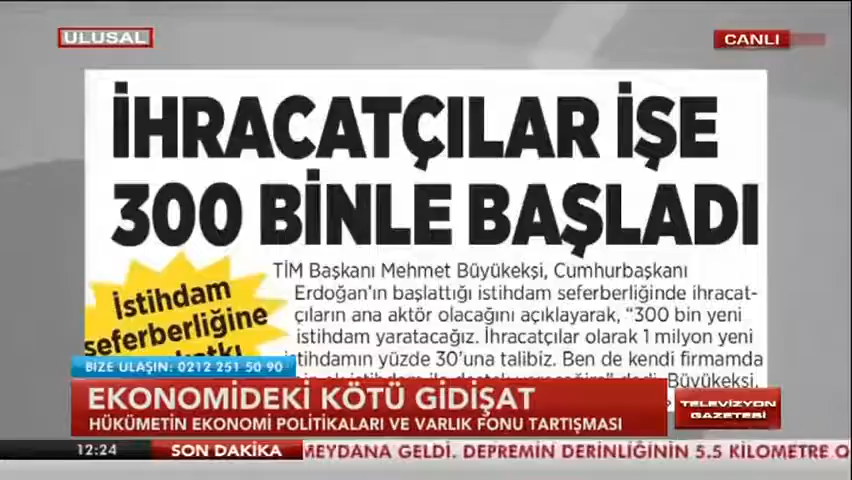 ULUSAL
CANLI
İHRACATÇILAR İŞE
300 BİNLE BAŞLADI
TİM Başkanı Mehmet Büyükekşi, Cumhurbaşkanı
Erdoğan'ın başlattığı istihdam seferberliğinde ihracat-
çıların ana aktör olacağını açıklayarak, "300 bin yeni
istihdam yaratacağız. İhracatçılar olarak 1 milyon yeni
istihdamın yüzde 30'una talibiz. Ben de kendi firmamda
Büyükekşi,
İstihdam
seferberliğine
BİZE ULAŞIN: 0212 251 50 90
EKONOMİDEKİ KÖTÜ GİDİŞAT
HÜKÜMETİN EKONOMİ POLİTİKALARI VE VARLIK FONU TARTIŞMASI
TELEVİZYON
GAZETESİ
12:24 SON DAKİKA MEYDANA GELDİ. DEPREMİN DERİNLİĞİNİN 5.5 KİLOMETRE O